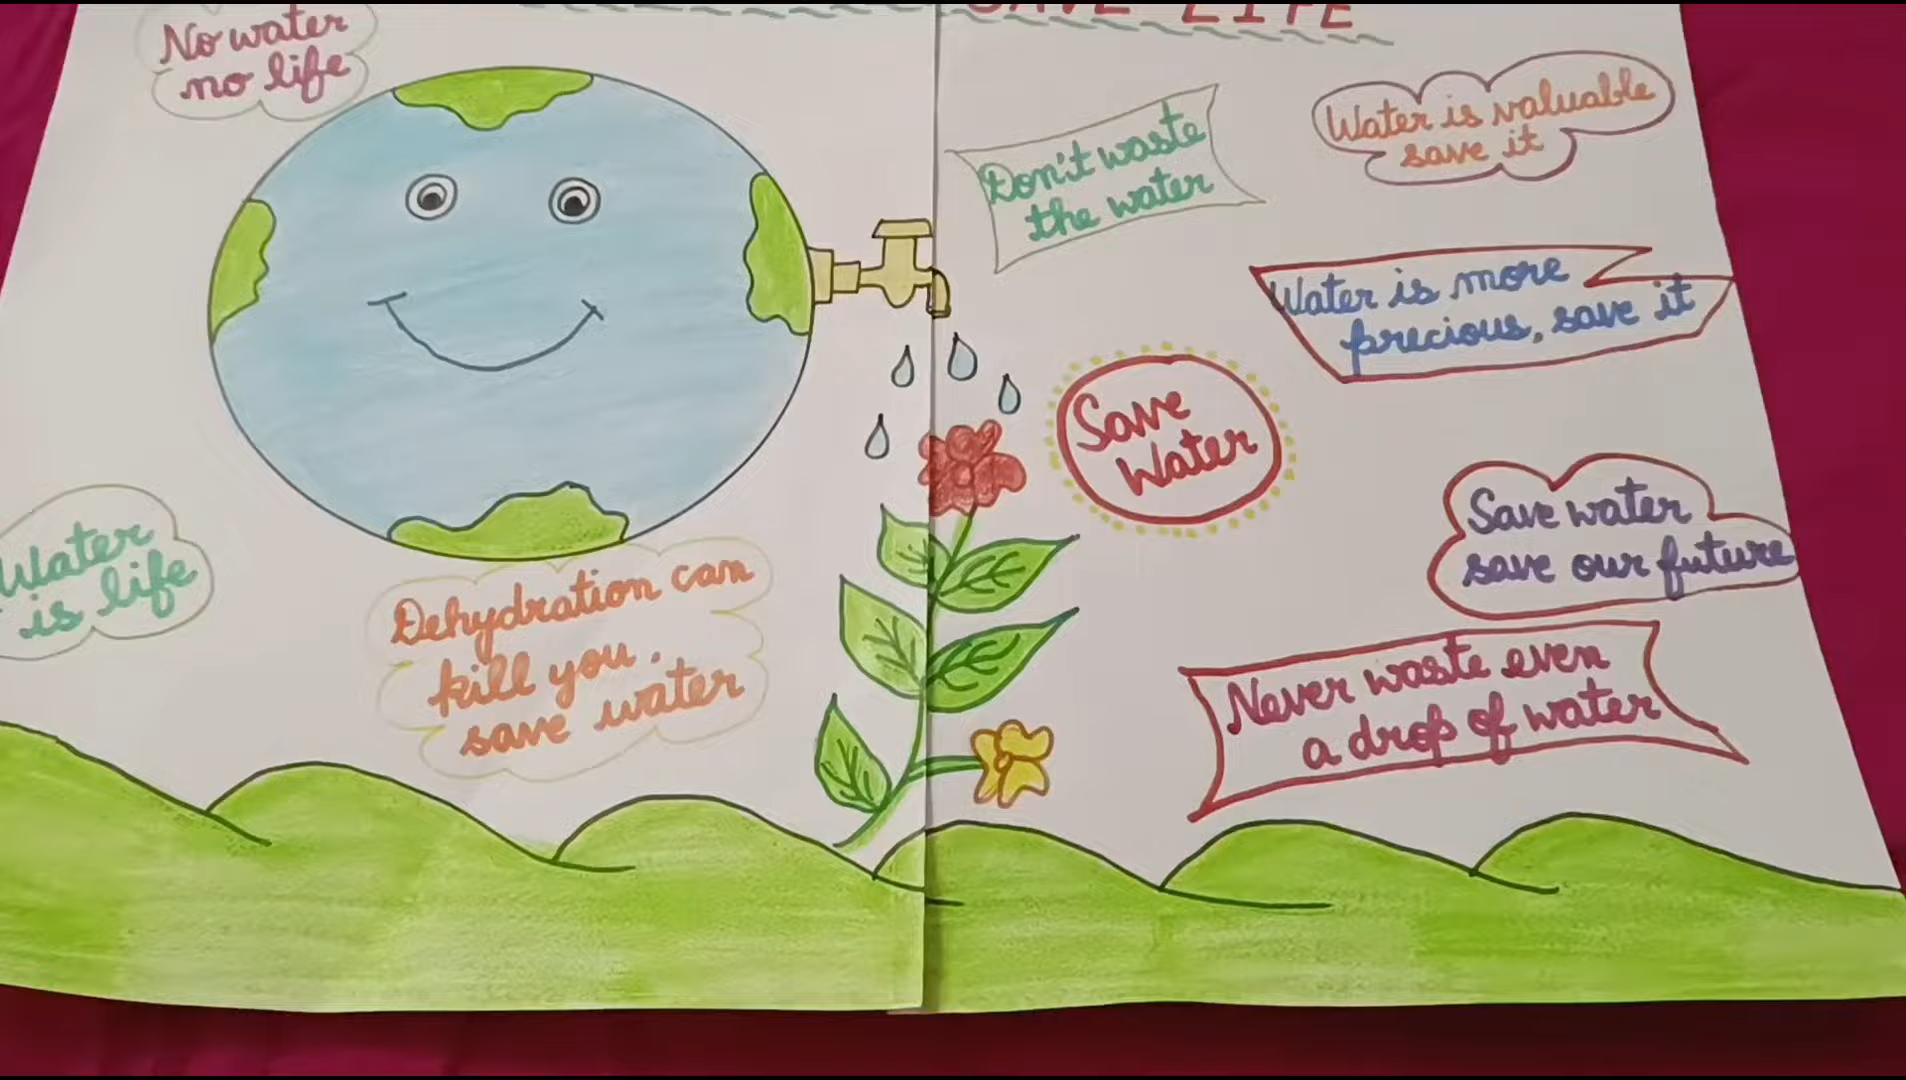 SAVE LIFE
No water
no life
Don't waste
the water
Water is valuable
save it
Water is more
precious, save it
Save
Water
Save water
save our future
Water
is life
Dehydration can
kill you.
save water
Never waste even
a drop of water